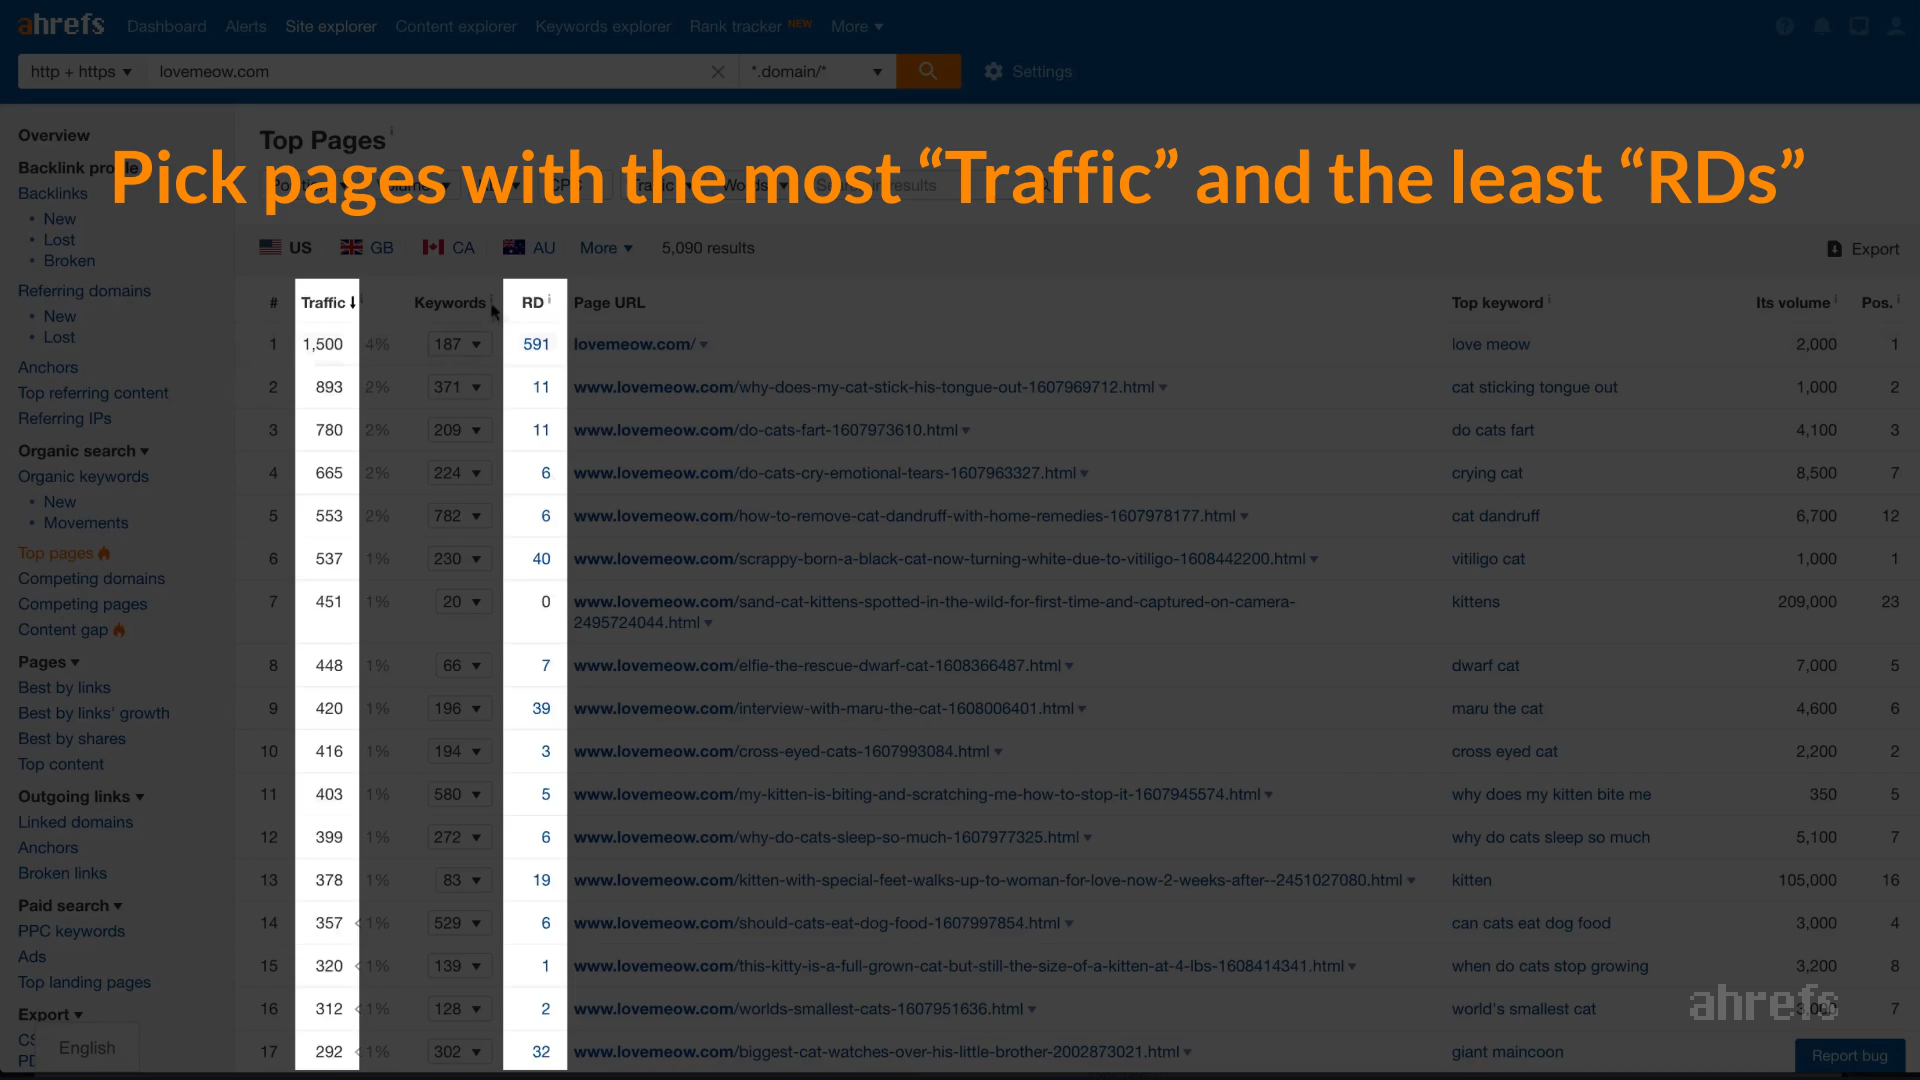 ahrefs Dashboard Alerts Site explorer Content explorer Keywords explorer Rank tracker NEW More
http + https lovemeow.com *.domain/* Settings
Overview
Backlink profile
Backlinks
New
Lost
Broken
Referring domains
New
Lost
Anchors
Top referring content
Referring IPs
Organic search
Organic keywords
New
Movements
Top pages
Competing domains
Competing pages
Content gap
Pages
Best by links
Best by links' growth
Best by shares
Top content
Outgoing links
Linked domains
Anchors
Broken links
Paid search
PPC keywords
Ads
Top landing pages
Export
English
Top Pages
Pick pages with the most “Traffic” and the least “RDs”
US GB CA AU More 5,090 results Export
# Traffic Keywords RD Page URL Top keyword Its volume Pos.
1 1,500 4% 187 591 lovemeow.com/ love meow 2,000 1
2 893 2% 371 11 www.lovemeow.com/why-does-my-cat-stick-his-tongue-out-1607969712.html cat sticking tongue out 1,000 2
3 780 2% 209 11 www.lovemeow.com/do-cats-fart-1607973610.html do cats fart 4,100 3
4 665 2% 224 6 www.lovemeow.com/do-cats-cry-emotional-tears-1607963327.html crying cat 8,500 7
5 553 2% 782 6 www.lovemeow.com/how-to-remove-cat-dandruff-with-home-remedies-1607978177.html cat dandruff 6,700 12
6 537 1% 230 40 www.lovemeow.com/scrappy-born-a-black-cat-now-turning-white-due-to-vitiligo-1608442200.html vitiligo cat 1,000 1
7 451 1% 20 0 www.lovemeow.com/sand-cat-kittens-spotted-in-the-wild-for-first-time-and-captured-on-camera- kittens 209,000 23
2495724044.html
8 448 1% 66 7 www.lovemeow.com/elfie-the-rescue-dwarf-cat-1608366487.html dwarf cat 7,000 5
9 420 1% 196 39 www.lovemeow.com/interview-with-maru-the-cat-1608006401.html maru the cat 4,600 6
10 416 1% 194 3 www.lovemeow.com/cross-eyed-cats-1607993084.html cross eyed cat 2,200 2
11 403 1% 580 5 www.lovemeow.com/my-kitten-is-biting-and-scratching-me-how-to-stop-it-1607945574.html why does my kitten bite me 350 5
12 399 1% 272 6 www.lovemeow.com/why-do-cats-sleep-so-much-1607977325.html why do cats sleep so much 5,100 7
13 378 1% 83 19 www.lovemeow.com/kitten-with-special-feet-walks-up-to-woman-for-love-now-2-weeks-after--2451027080.html kitten 105,000 16
14 357 <1% 529 6 www.lovemeow.com/should-cats-eat-dog-food-1607997854.html can cats eat dog food 3,000 4
15 320 <1% 139 1 www.lovemeow.com/this-kitty-is-a-full-grown-cat-but-still-the-size-of-a-kitten-at-4-lbs-1608414341.html when do cats stop growing 3,200 8
16 312 <1% 128 2 www.lovemeow.com/worlds-smallest-cats-1607951636.html world's smallest cat 3,000 7
17 292 <1% 302 32 www.lovemeow.com/biggest-cat-watches-over-his-little-brother-2002873021.html giant maincoon
ahrefs
Report bug